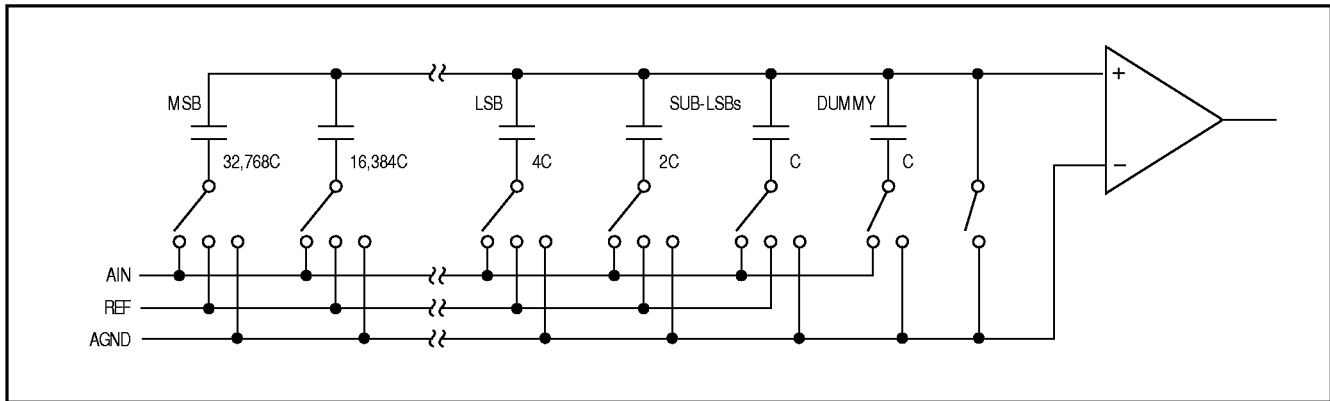 MSB
LSB
SUB-LSBs
DUMMY
32,768C
16,384C
4C
2C
C
C
+
−
AIN
REF
AGND